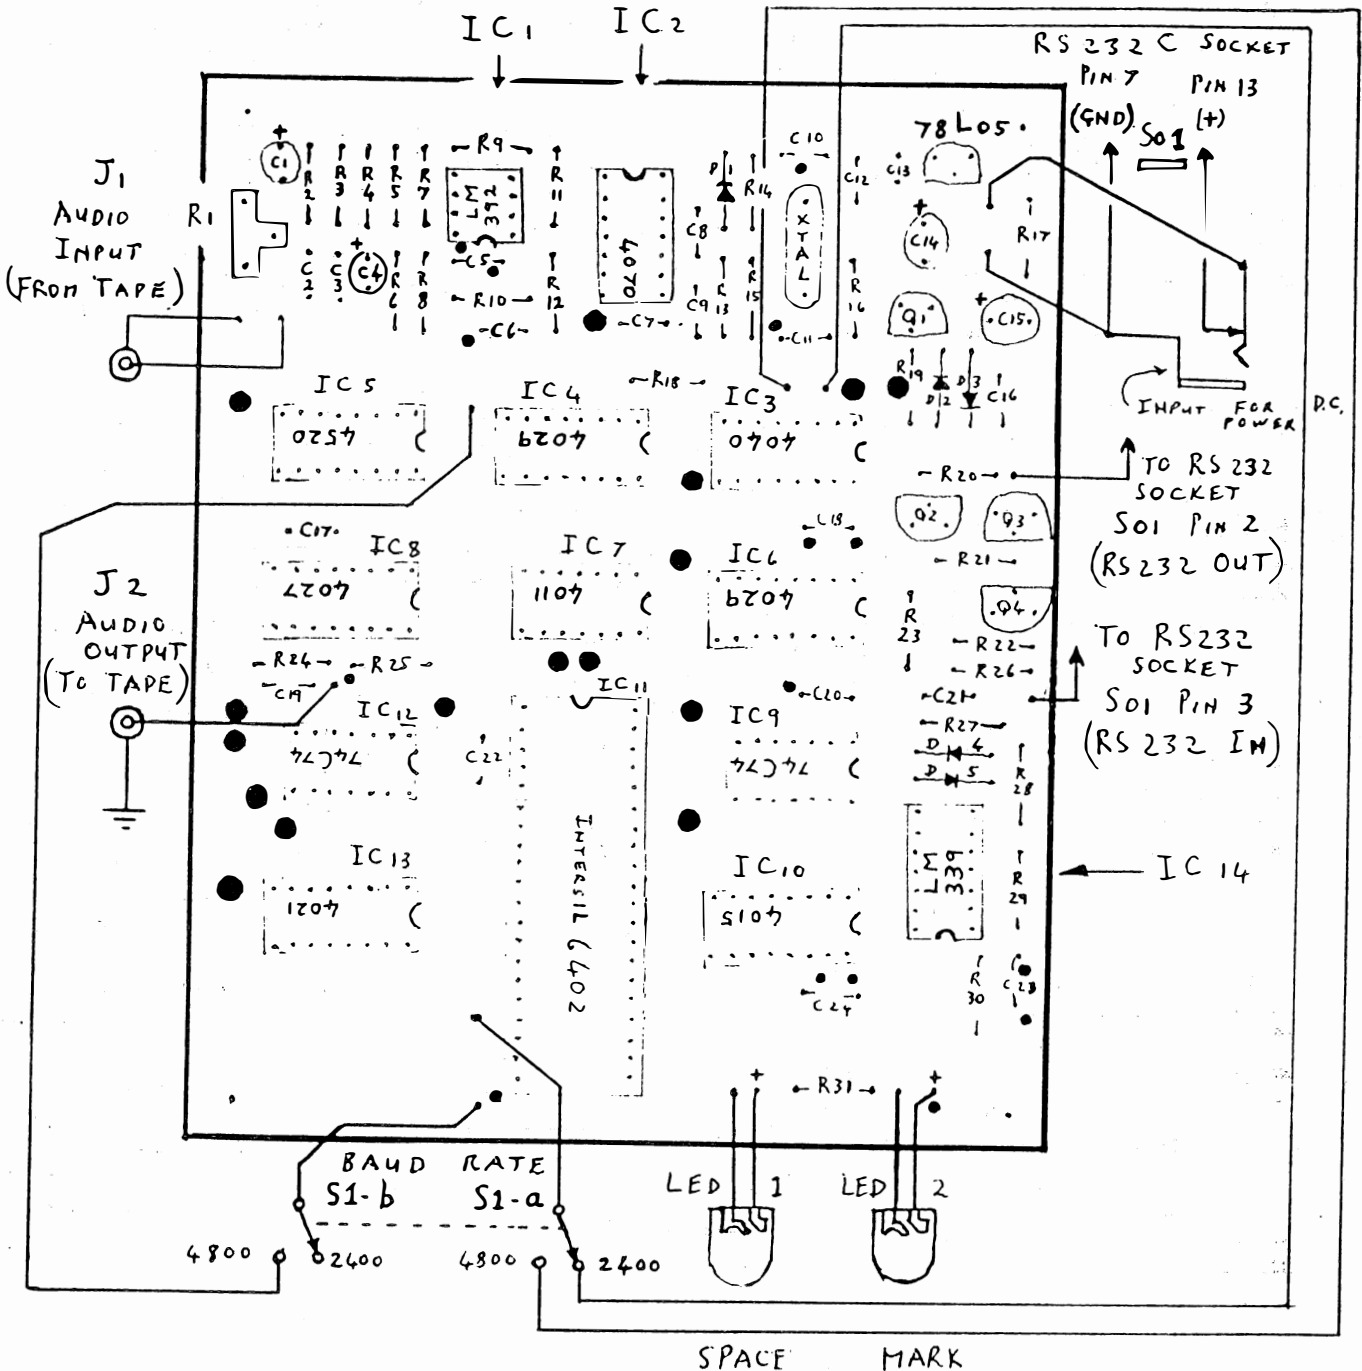 IC1 IC2
RS 232 C SOCKET
PIN 7 PIN 13
(GND) SO1 (+)
78L05
J1
AUDIO
INPUT
(FROM TAPE)
R1
+
C1
R2
R3
R4
R5
R7
R9
LM
392
R11
4070
D1
R14
C10
XTAL
C12
C13
+
C14
R17
C8
C2
C3
+
C4
R6
R8
C5
R10
C6
R12
C7
C9
R13
R15
C11
R16
Q1
+
C15
R18
R19
D2
D3
C16
INPUT FOR D.C.
POWER
IC5
4520
IC4
4029
IC3
4040
R20
TO RS 232
SOCKET
SO1 PIN 2
(RS232 OUT)
C17
IC8
4027
IC7
4011
C18
IC6
4029
Q2
Q3
R21
Q4
R23
R22
R26
J2
AUDIO
OUTPUT
(TO TAPE)
R24
R25
C19
IC12
74C74
C22
IC11
INTERSIL 6402
C20
IC9
74C74
C21
R27
D4
D5
R28
TO RS232
SOCKET
SO1 PIN 3
(RS 232 IN)
IC13
4021
IC10
4015
C24
LM
339
R29
IC14
R30
C23
+
R31
+
BAUD RATE
S1-b S1-a
4800 2400
4800 2400
LED 1
LED 2
SPACE MARK